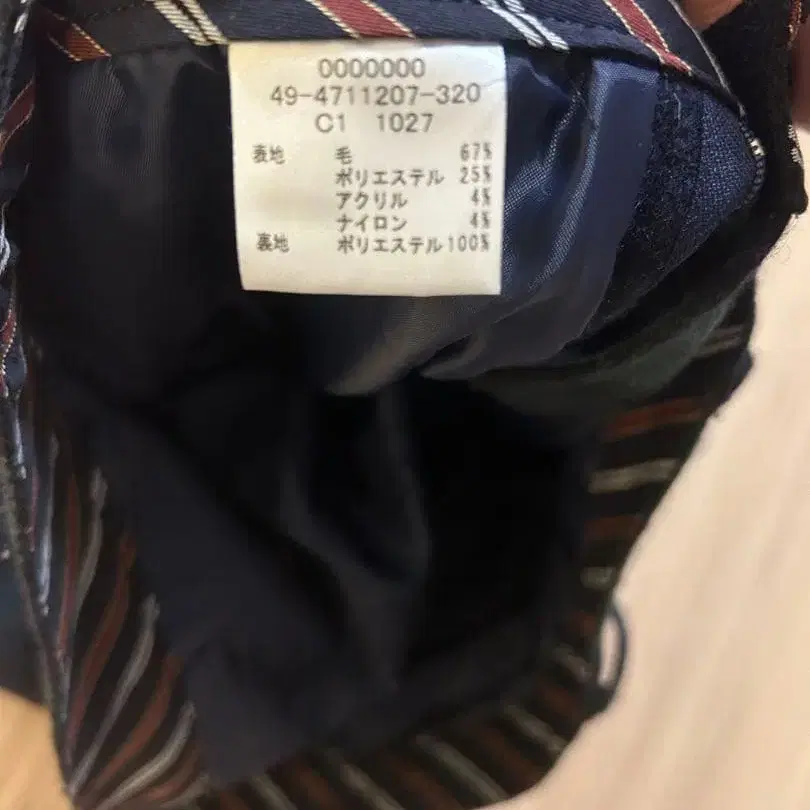 0000000
49-4711207-320
C1 1027
表地 毛 67%
ポリエステル 25%
アクリル 4%
ナイロン 4%
裏地 ポリエステル100%